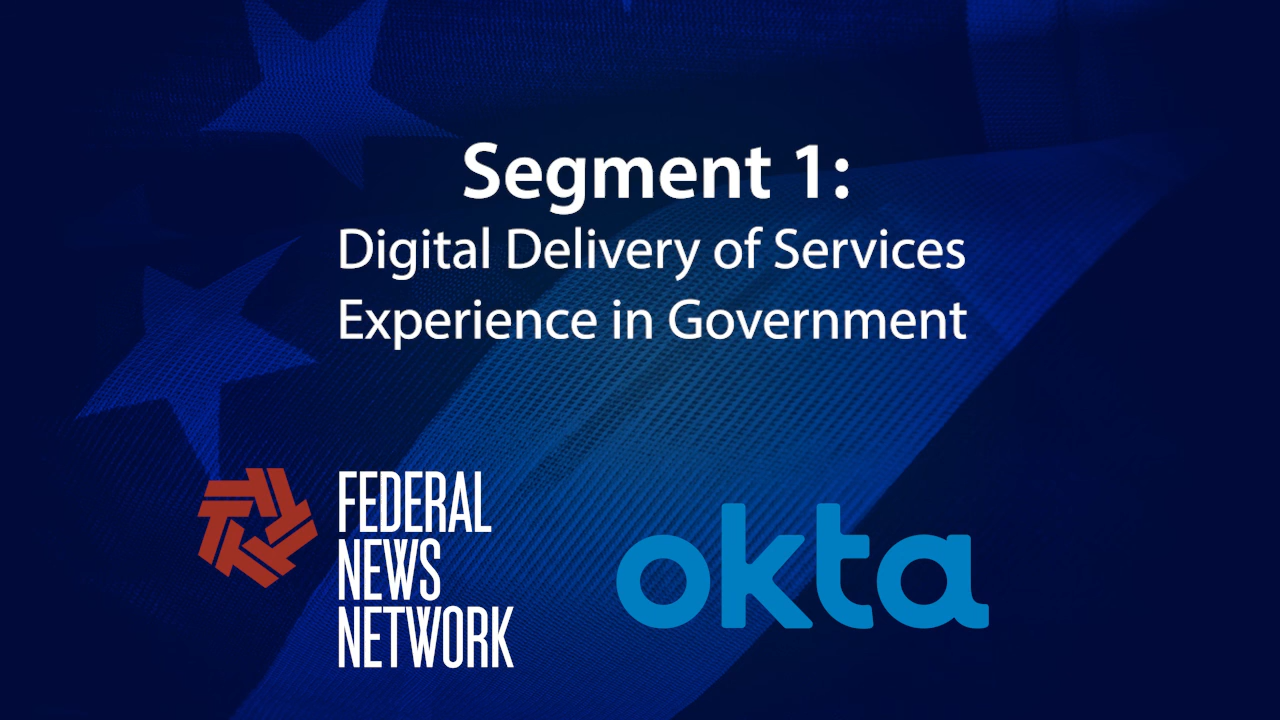 Segment 1:
Digital Delivery of Services
Experience in Government
FEDERAL
NEWS
NETWORK
okta